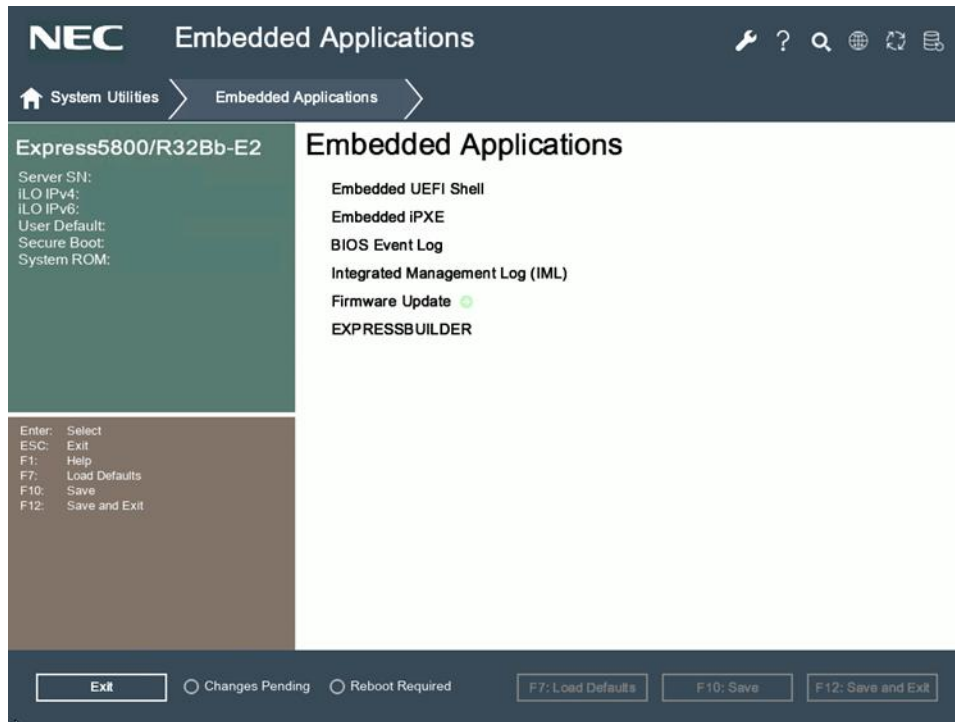 NEC Embedded Applications
?
System Utilities Embedded Applications
Express5800/R32Bb-E2
Server SN:
iLO IPv4:
iLO IPv6:
User Default:
Secure Boot:
System ROM:
Embedded Applications
Embedded UEFI Shell
Embedded iPXE
BIOS Event Log
Integrated Management Log (IML)
Firmware Update
EXPRESSBUILDER
Enter: Select
ESC: Exit
F1: Help
F7: Load Defaults
F10: Save
F12: Save and Exit
Exit Changes Pending Reboot Required F7: Load Defaults F10: Save F12: Save and Exit